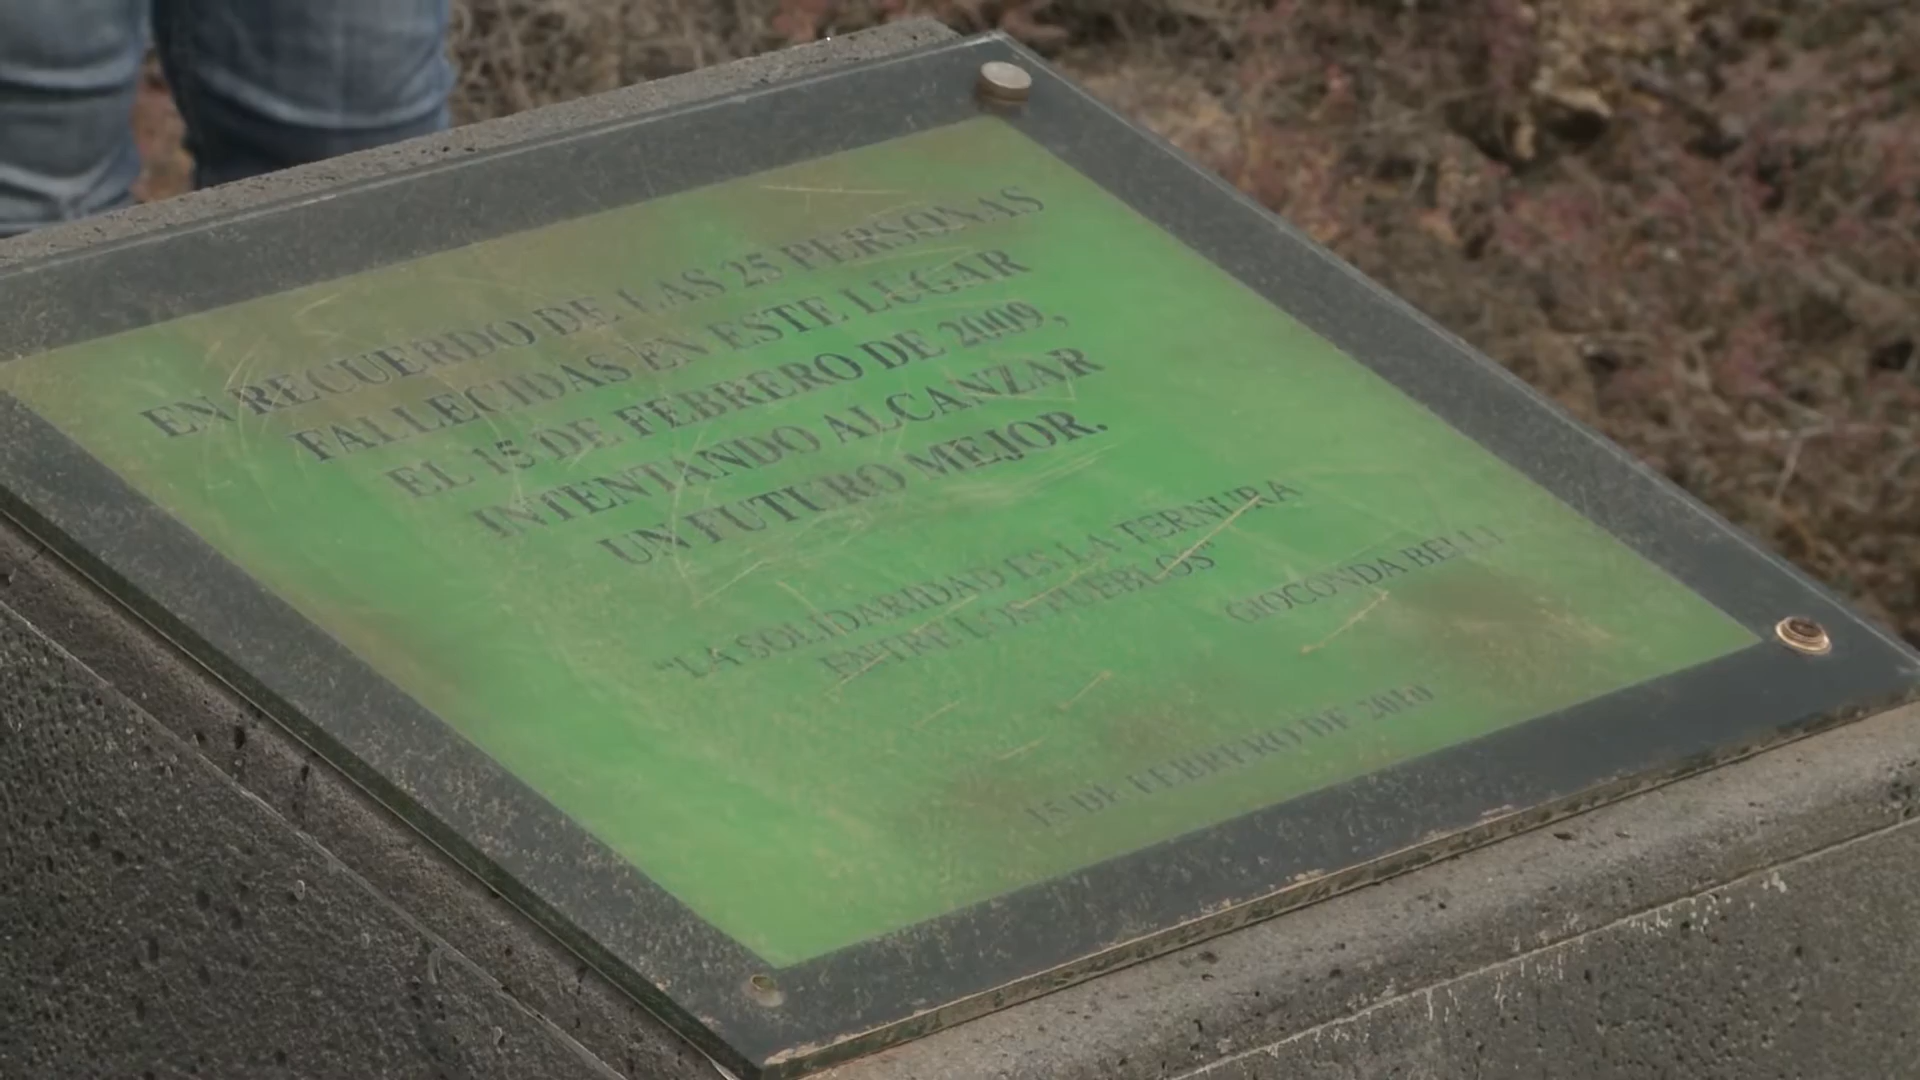 EN RECUERDO DE LAS 25 PERSONAS
FALLECIDAS EN ESTE LUGAR
EL 15 DE FEBRERO DE 2009,
INTENTANDO ALCANZAR
UN FUTURO MEJOR.
"LA SOLIDARIDAD ES LA TERNURA
ENTRE LOS PUEBLOS"
GIOCONDA BELLI
15 DE FEBRERO DE 2010